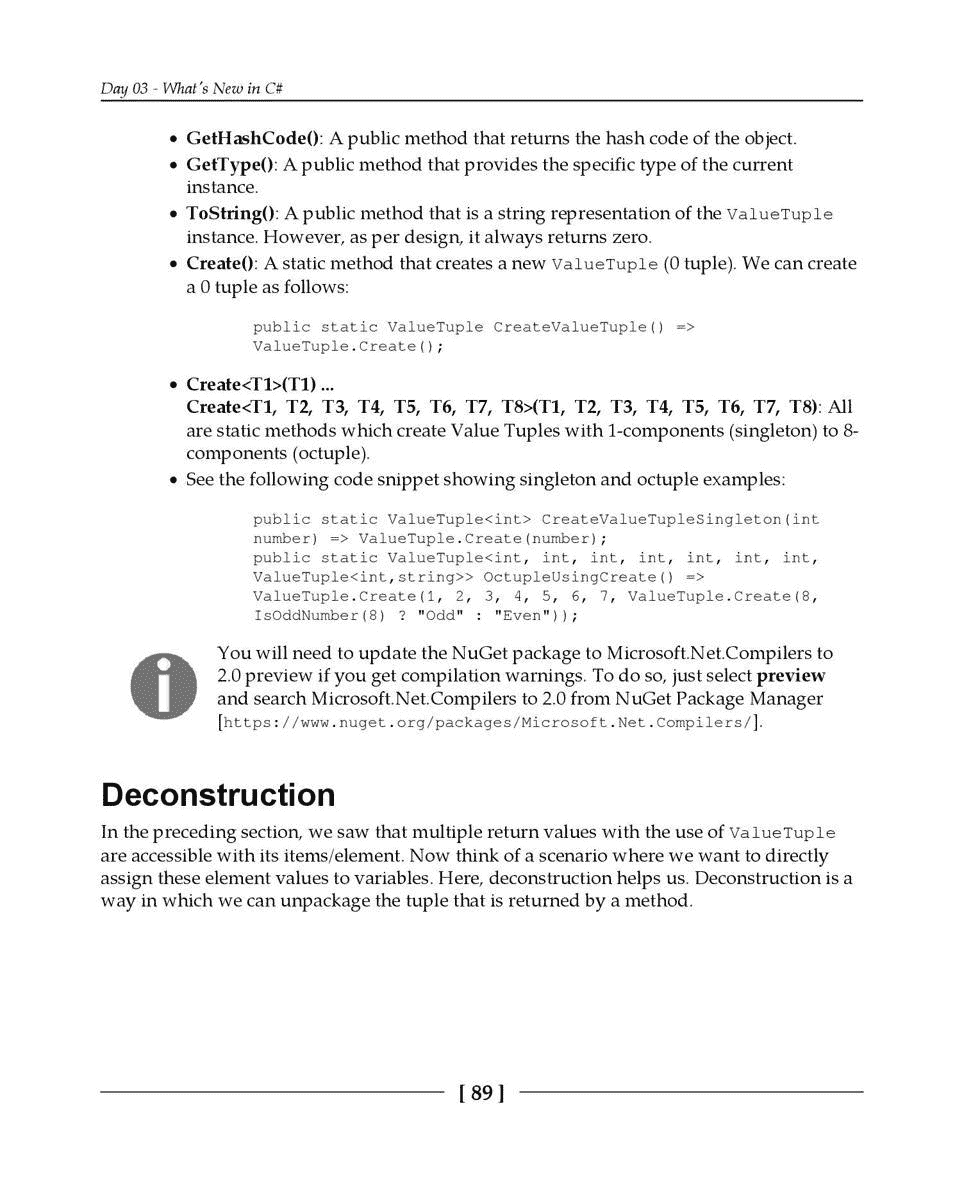 Day 03 - What's New in C#
• GetHashCode(): A public method that returns the hash code of the object.
• GetType(): A public method that provides the specific type of the current
instance.
• ToString(): A public method that is a string representation of the ValueTuple
instance. However, as per design, it always returns zero.
• Create(): A static method that creates a new ValueTuple (0 tuple). We can create
a 0 tuple as follows:
public static ValueTuple CreateValueTuple() =>
ValueTuple.Create();
• Create<T1>(T1) ...
Create<T1, T2, T3, T4, T5, T6, T7, T8>(T1, T2, T3, T4, T5, T6, T7, T8): All
are static methods which create Value Tuples with 1-components (singleton) to 8-
components (octuple).
• See the following code snippet showing singleton and octuple examples:
public static ValueTuple<int> CreateValueTupleSingleton(int
number) => ValueTuple.Create(number);
public static ValueTuple<int, int, int, int, int, int, int,
ValueTuple<int,string>> OctupleUsingCreate() =>
ValueTuple.Create(1, 2, 3, 4, 5, 6, 7, ValueTuple.Create(8,
IsOddNumber(8) ? "Odd" : "Even"));
You will need to update the NuGet package to Microsoft.Net.Compilers to
2.0 preview if you get compilation warnings. To do so, just select preview
and search Microsoft.Net.Compilers to 2.0 from NuGet Package Manager
[https://www.nuget.org/packages/Microsoft.Net.Compilers/].
Deconstruction
In the preceding section, we saw that multiple return values with the use of ValueTuple
are accessible with its items/element. Now think of a scenario where we want to directly
assign these element values to variables. Here, deconstruction helps us. Deconstruction is a
way in which we can unpackage the tuple that is returned by a method.
[ 89 ]